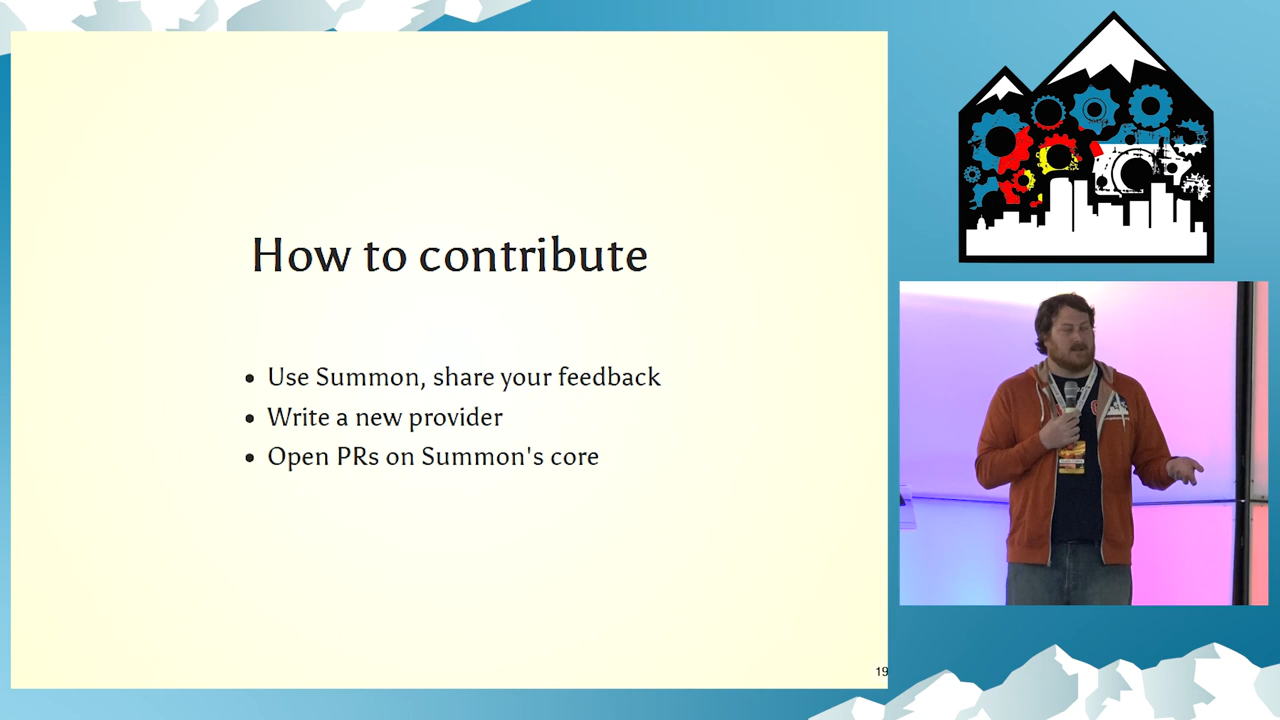 How to contribute
• Use Summon, share your feedback
• Write a new provider
• Open PRs on Summon's core
19